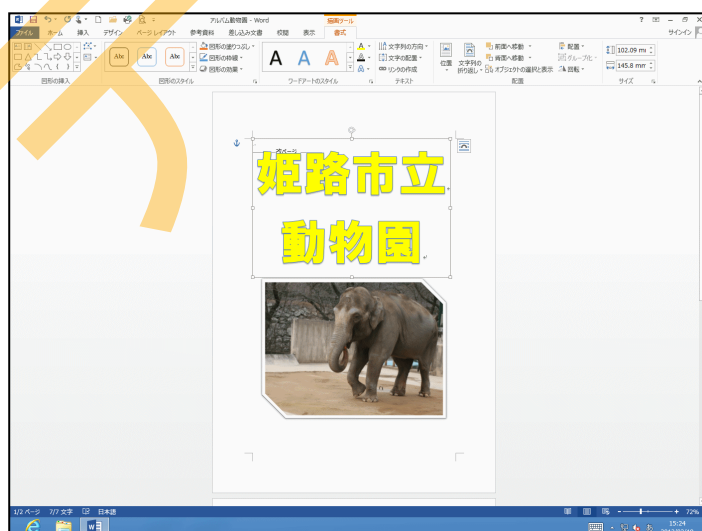 アルバム動物園 - Word
描画ツール
ファイル ホーム 挿入 デザイン ページ レイアウト 参考資料 差し込み文書 校閲 表示 書式 サインイン
Abc Abc Abc
図形の塗りつぶし
図形の枠線
図形の効果
A A A
文字列の方向
文字の配置
リンクの作成
位置
文字列の
折り返し
前面へ移動
背面へ移動
オブジェクトの選択と表示
配置
グループ化
回転
102.09 mm
145.8 mm
図形の挿入 図形のスタイル ワードアートのスタイル テキスト 配置 サイズ
改ページ
姫路市立
動物園
1/2 ページ 7/7 文字 日本語 72%
15:24